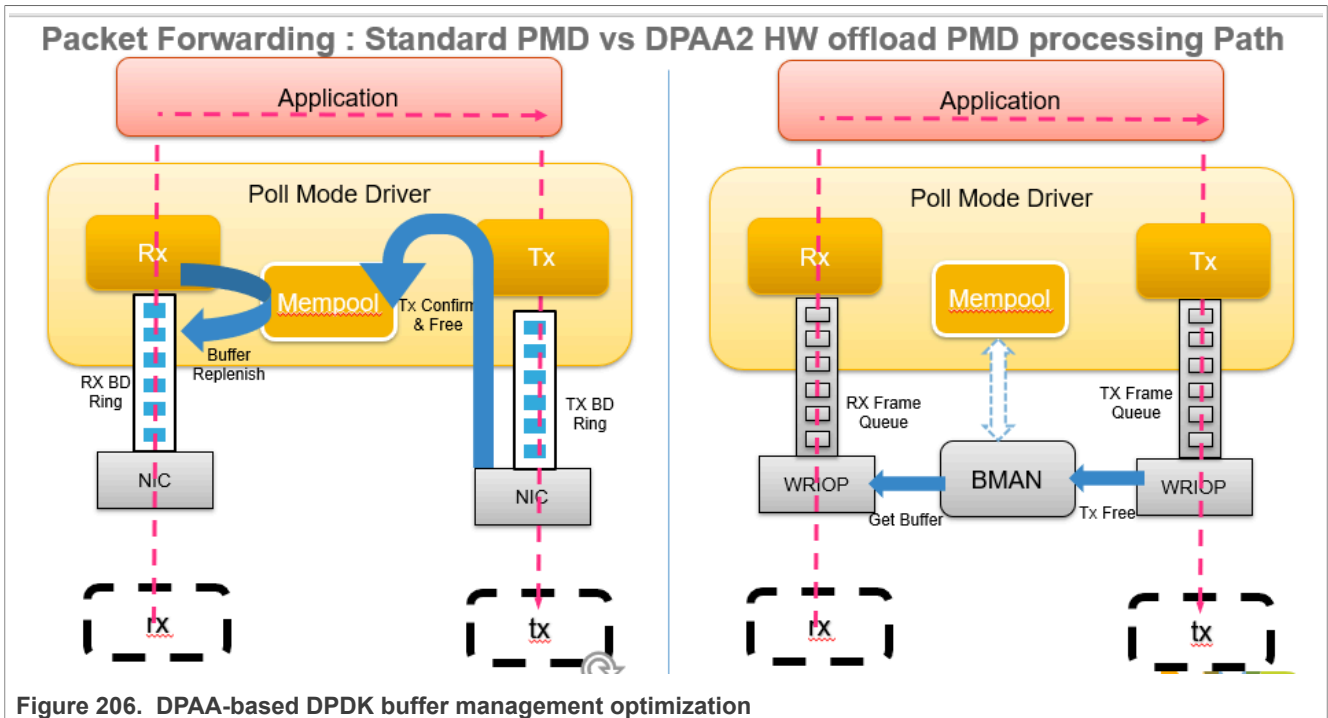 Packet Forwarding : Standard PMD vs DPAA2 HW offload PMD processing Path
Application
Poll Mode Driver
Rx
Mempool
Tx
Tx Confirm
& Free
Buffer
Replenish
RX BD
Ring
TX BD
Ring
NIC
NIC
rx
tx
Application
Poll Mode Driver
Rx
Mempool
Tx
RX Frame
Queue
TX Frame
Queue
WRIOP
BMAN
WRIOP
Get Buffer
Tx Free
rx
tx
Figure 206. DPAA-based DPDK buffer management optimization